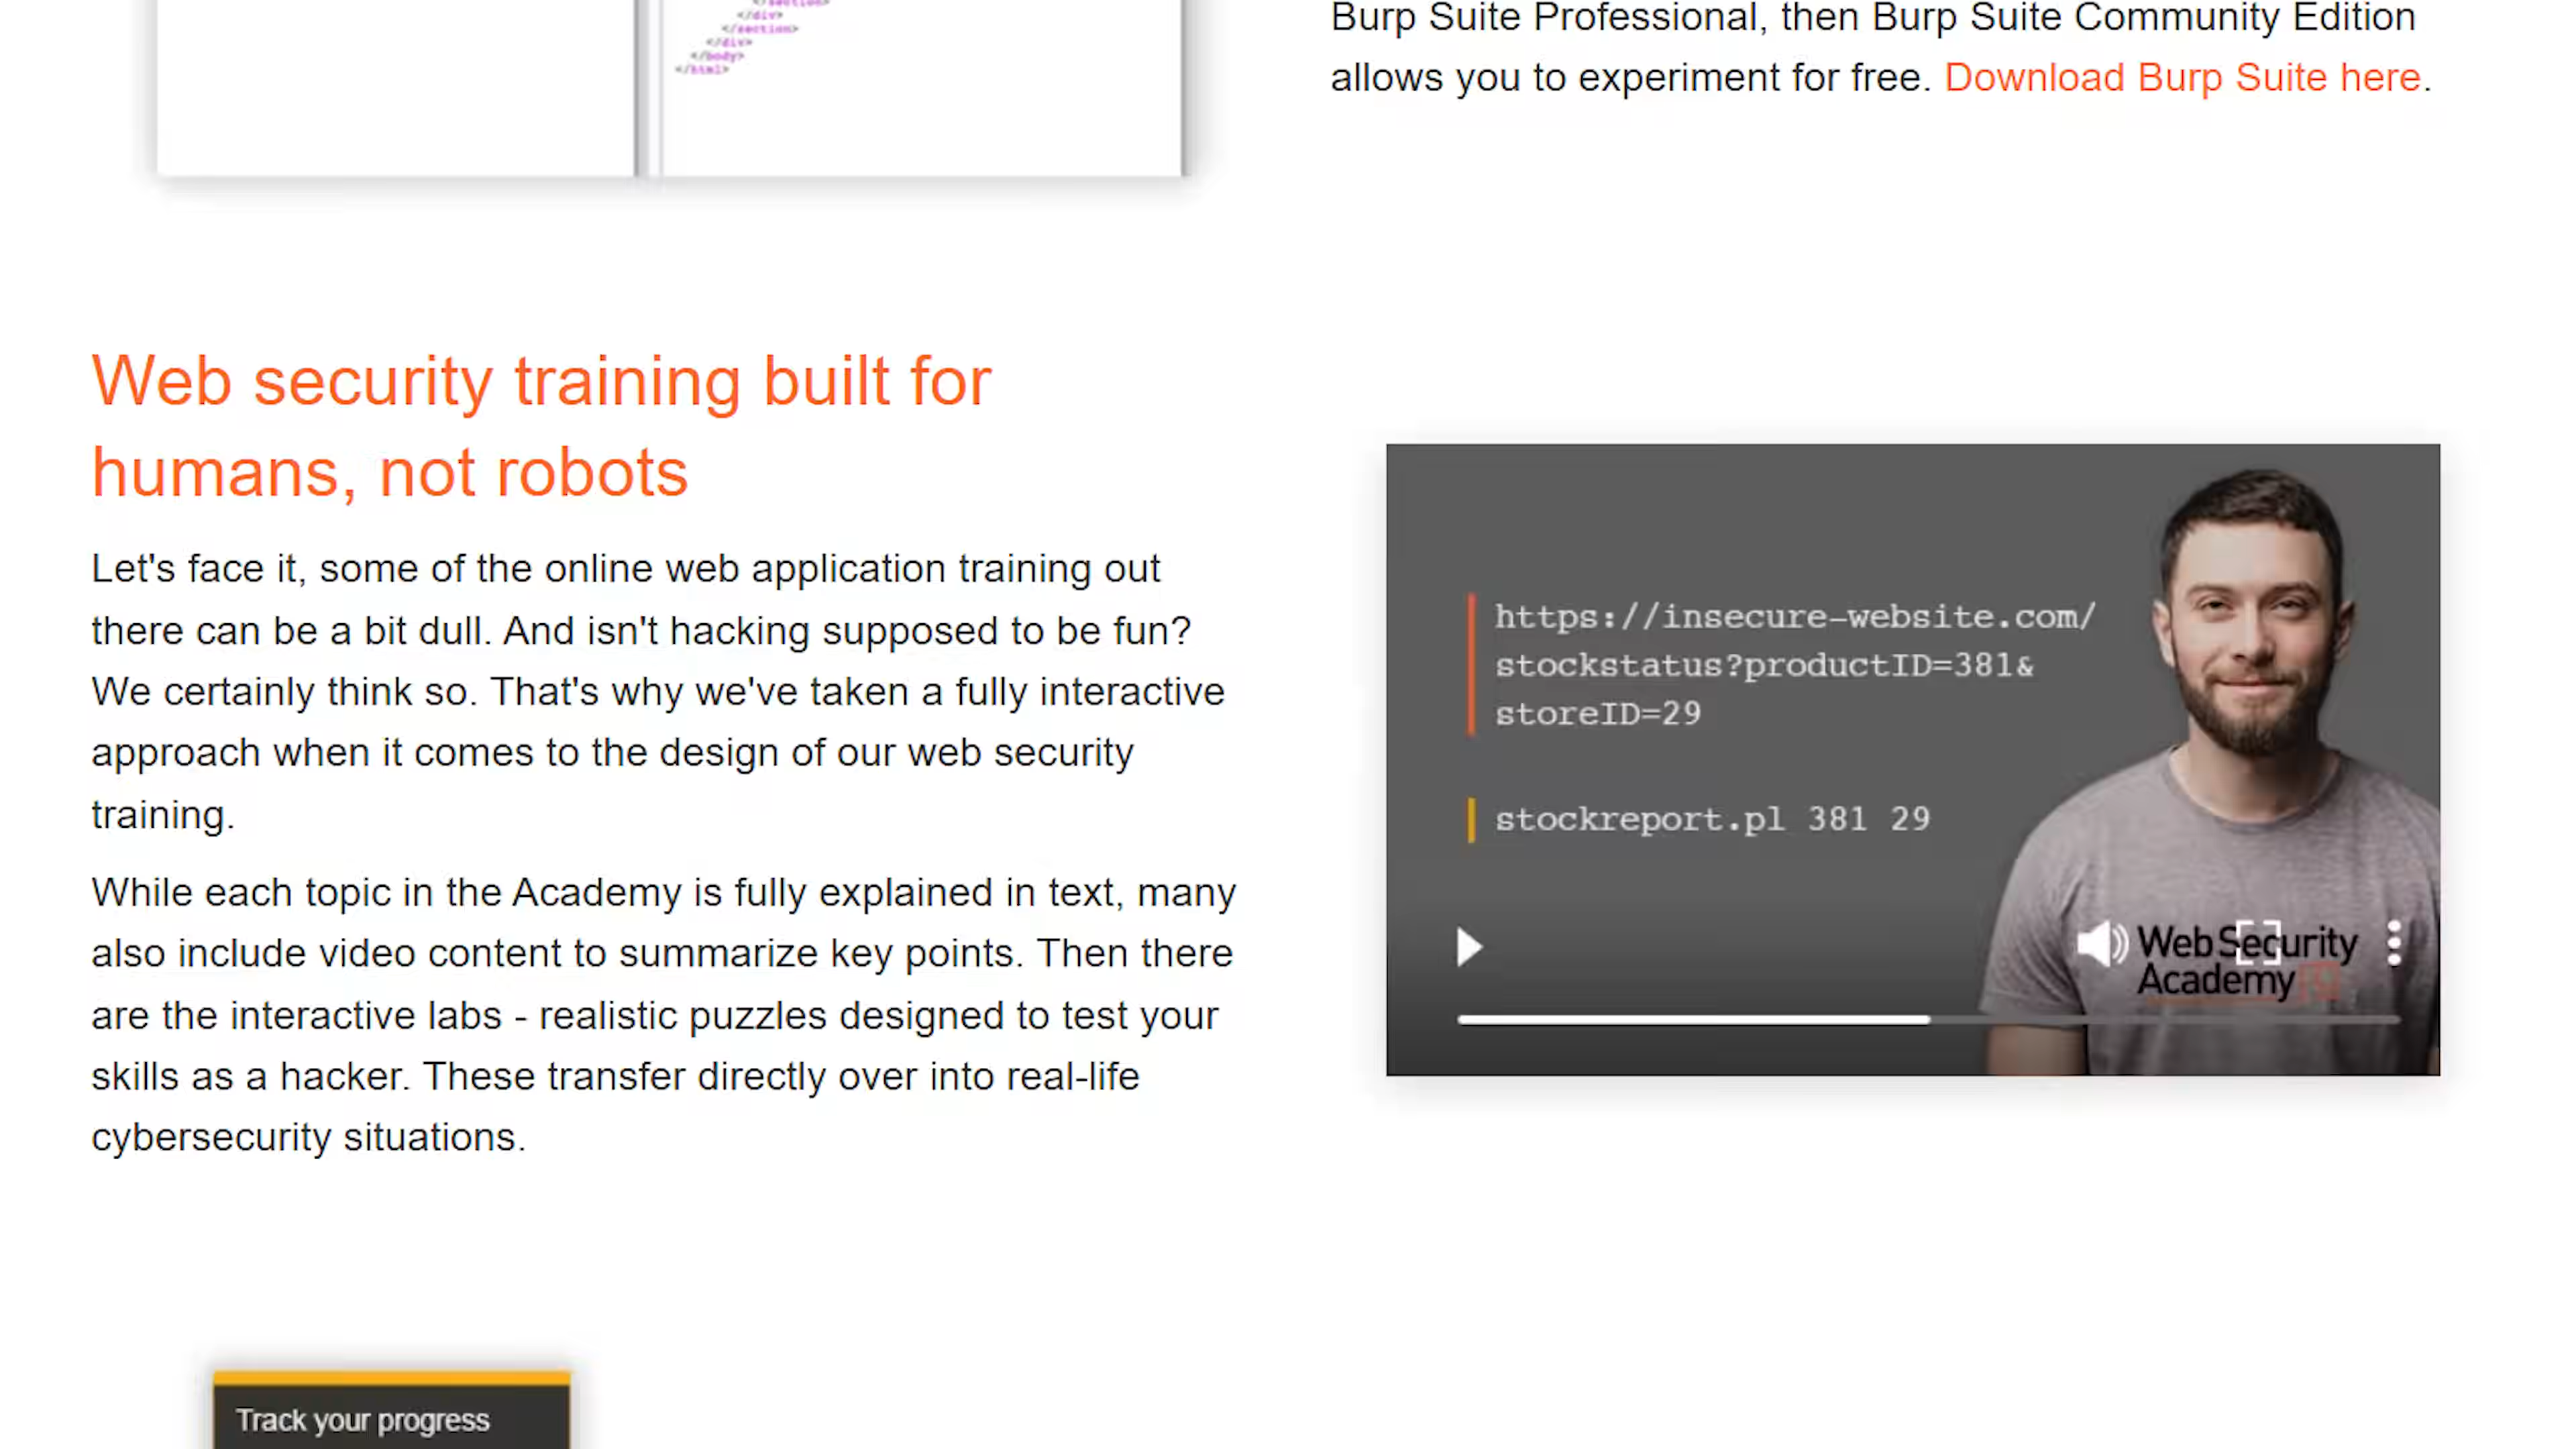 </section>
</div>
</section>
</div>
</body>
</html>
Burp Suite Professional, then Burp Suite Community Edition
allows you to experiment for free. Download Burp Suite here.
Web security training built for
humans, not robots
Let's face it, some of the online web application training out
there can be a bit dull. And isn't hacking supposed to be fun?
We certainly think so. That's why we've taken a fully interactive
approach when it comes to the design of our web security
training.
While each topic in the Academy is fully explained in text, many
also include video content to summarize key points. Then there
are the interactive labs - realistic puzzles designed to test your
skills as a hacker. These transfer directly over into real-life
cybersecurity situations.
https://insecure-website.com/
stockstatus?productID=381&
storeID=29
stockreport.pl 381 29
Web Security
Academy
Track your progress